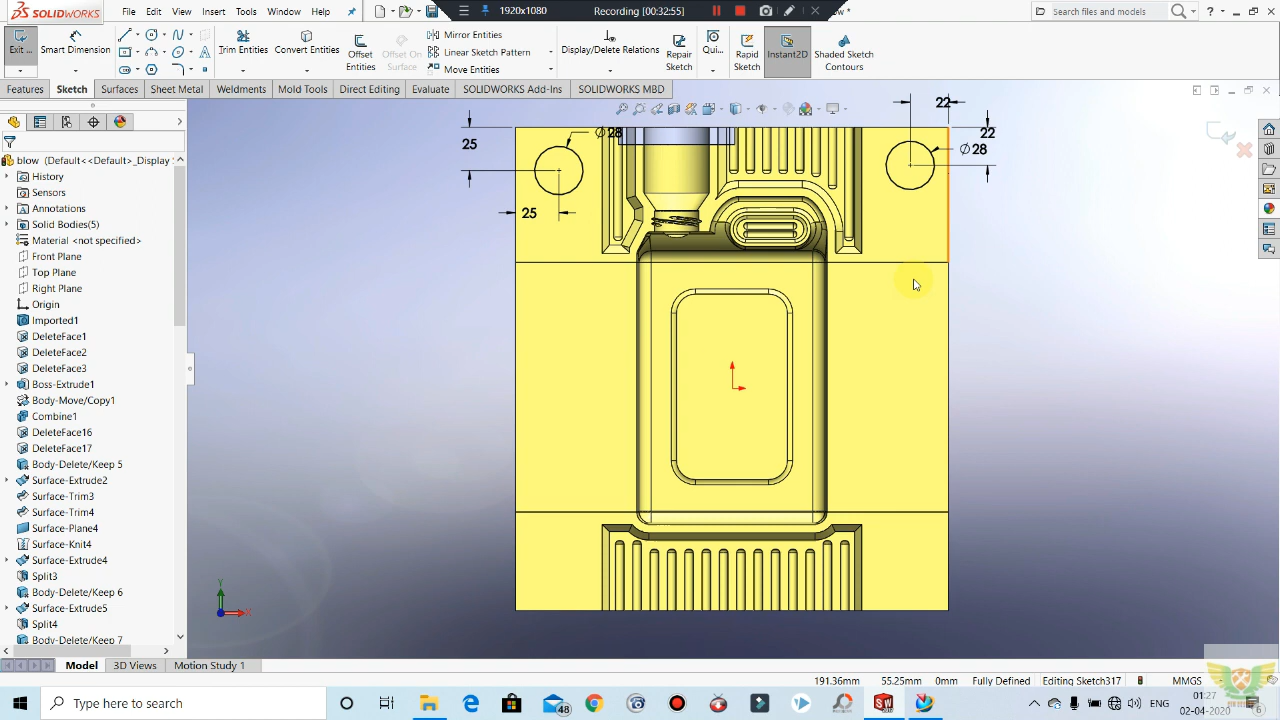 SOLIDWORKS
File
Edit
View
Insert
Tools
Window
Help
1920x1080
Recording [00:32:55]
Search files and models
Exit ...
Smart Dimension
Trim Entities
Convert Entities
Offset Entities
Offset On Surface
Mirror Entities
Linear Sketch Pattern
Move Entities
Display/Delete Relations
Repair Sketch
Qui...
Rapid Sketch
Instant2D
Shaded Sketch Contours
Features
Sketch
Surfaces
Sheet Metal
Weldments
Mold Tools
Direct Editing
Evaluate
SOLIDWORKS Add-Ins
SOLIDWORKS MBD
blow (Default<<Default>_Display
History
Sensors
Annotations
Solid Bodies(5)
Material <not specified>
Front Plane
Top Plane
Right Plane
Origin
Imported1
DeleteFace1
DeleteFace2
DeleteFace3
Boss-Extrude1
Body-Move/Copy1
Combine1
DeleteFace16
DeleteFace17
Body-Delete/Keep 5
Surface-Extrude2
Surface-Trim3
Surface-Trim4
Surface-Plane4
Surface-Knit4
Surface-Extrude4
Split3
Body-Delete/Keep 6
Surface-Extrude5
Split4
Body-Delete/Keep 7
25
Ø28
25
22
22
Ø28
Y
X
Model
3D Views
Motion Study 1
191.36mm
55.25mm
0mm
Fully Defined
Editing Sketch317
MMGS
Type here to search
48
ENG
01:27
02-04-2020
6